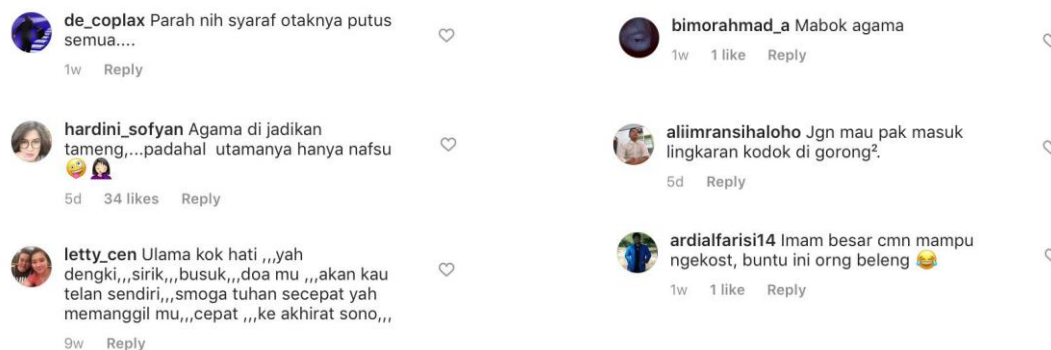 de_coplax Parah nih syaraf otaknya putus
semua....
1w Reply
hardini_sofyan Agama di jadikan
tameng,...padahal utamanya hanya nafsu
🤪🤦🏻‍♀️
5d 34 likes Reply
letty_cen Ulama kok hati ,,,yah
dengki,,,sirik,,,busuk,,,doa mu ,,,akan kau
telan sendiri,,,smoga tuhan secepat yah
memanggil mu,,,cepat ,,,ke akhirat sono,,,
9w Reply
bimorahmad_a Mabok agama
1w 1 like Reply
aliimransihaloho Jgn mau pak masuk
lingkaran kodok di gorong².
5d Reply
ardialfarisi14 Imam besar cmn mampu
ngekost, buntu ini orng beleng 😂
1w 1 like Reply